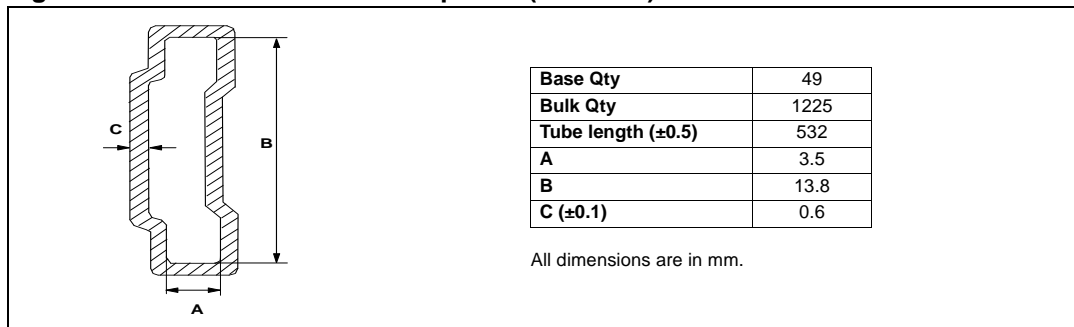 C
B
A
Base Qty 49
Bulk Qty 1225
Tube length (±0.5) 532
A 3.5
B 13.8
C (±0.1) 0.6
All dimensions are in mm.